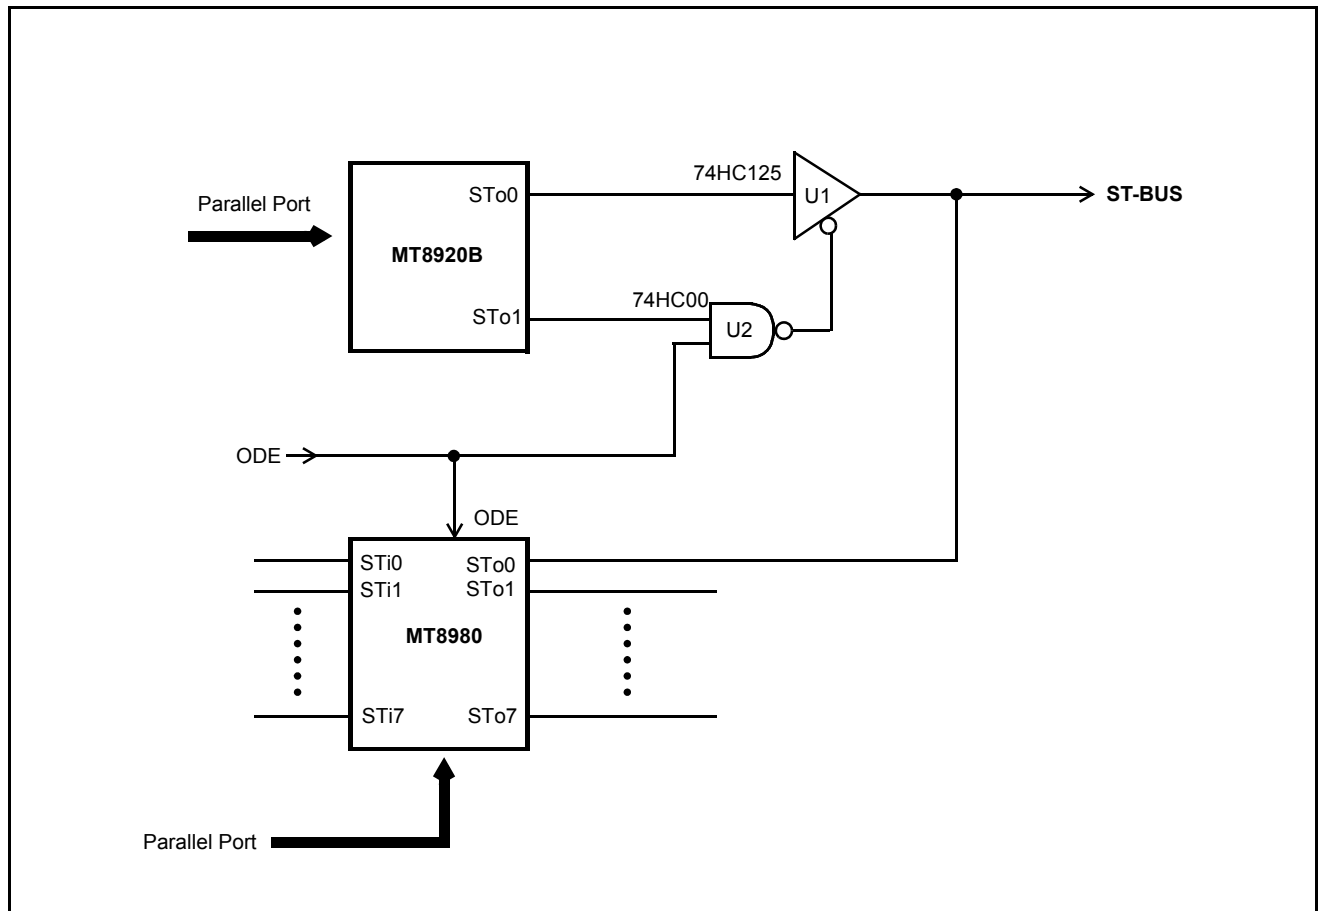 74HC125
STo0
U1
ST-BUS
Parallel Port
MT8920B
74HC00
STo1
U2
ODE
ODE
STi0
STo0
STi1
STo1
MT8980
STi7
STo7
Parallel Port